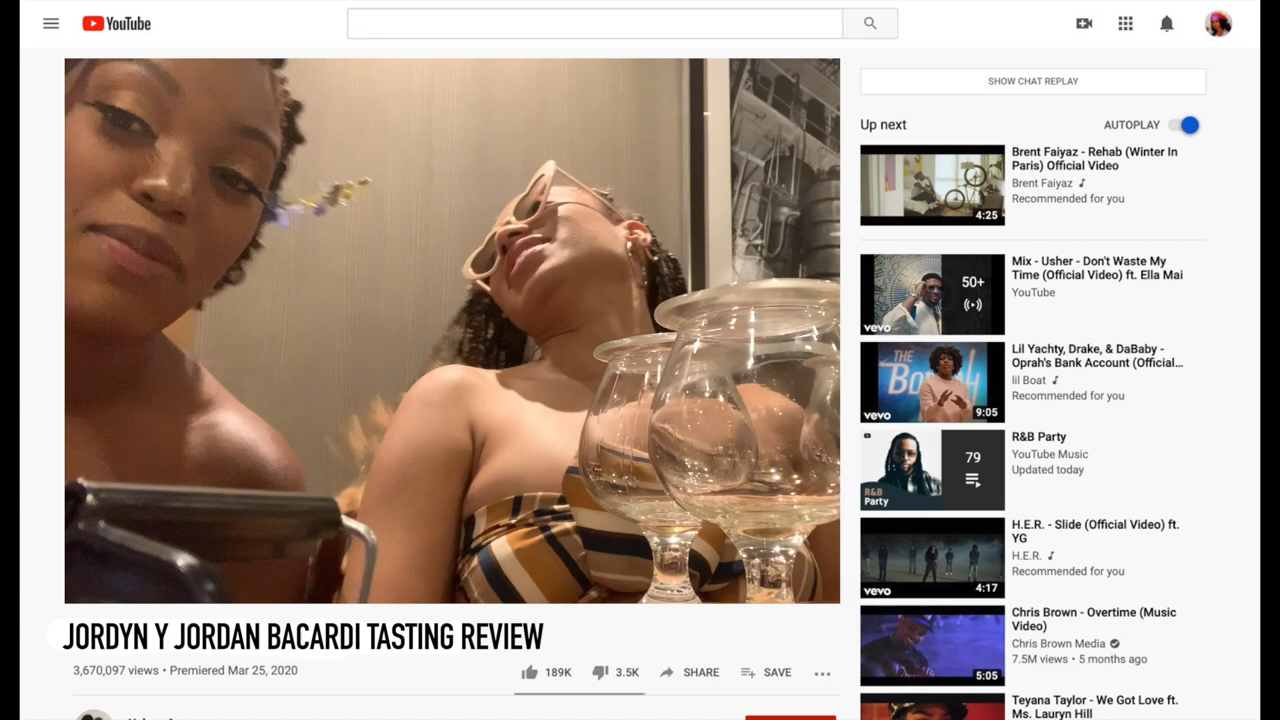 YouTube
SHOW CHAT REPLAY
Up next
AUTOPLAY
Brent Faiyaz - Rehab (Winter In
Paris) Official Video
Brent Faiyaz
Recommended for you
4:25
Mix - Usher - Don't Waste My
Time (Official Video) ft. Ella Mai
YouTube
50+
vevo
Lil Yachty, Drake, & DaBaby -
Oprah's Bank Account (Official...
lil Boat
Recommended for you
THE
vevo
9:05
R&B Party
YouTube Music
Updated today
79
R&B
Party
H.E.R. - Slide (Official Video) ft.
YG
H.E.R.
Recommended for you
vevo
4:17
Chris Brown - Overtime (Music
Video)
Chris Brown Media
7.5M views • 5 months ago
5:05
Teyana Taylor - We Got Love ft.
Ms. Lauryn Hill
JORDYN Y JORDAN BACARDI TASTING REVIEW
3,670,097 views • Premiered Mar 25, 2020
189K
3.5K
SHARE
SAVE